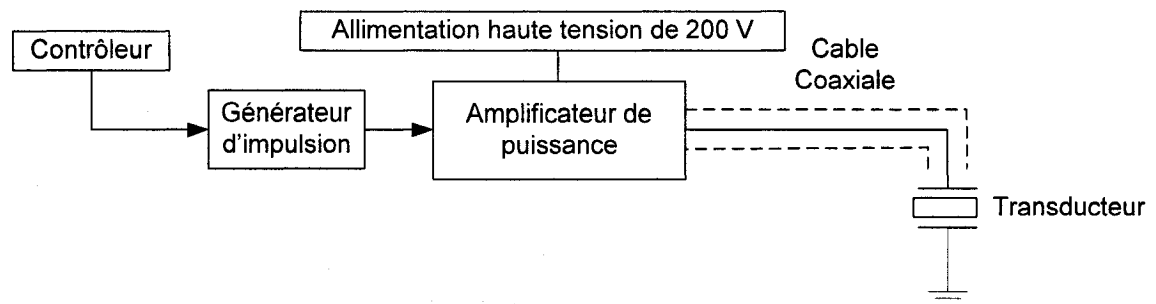 Allimentation haute tension de 200 V
Contrôleur
Cable
Coaxiale
Générateur
d'impulsion
Amplificateur de
puissance
Transducteur